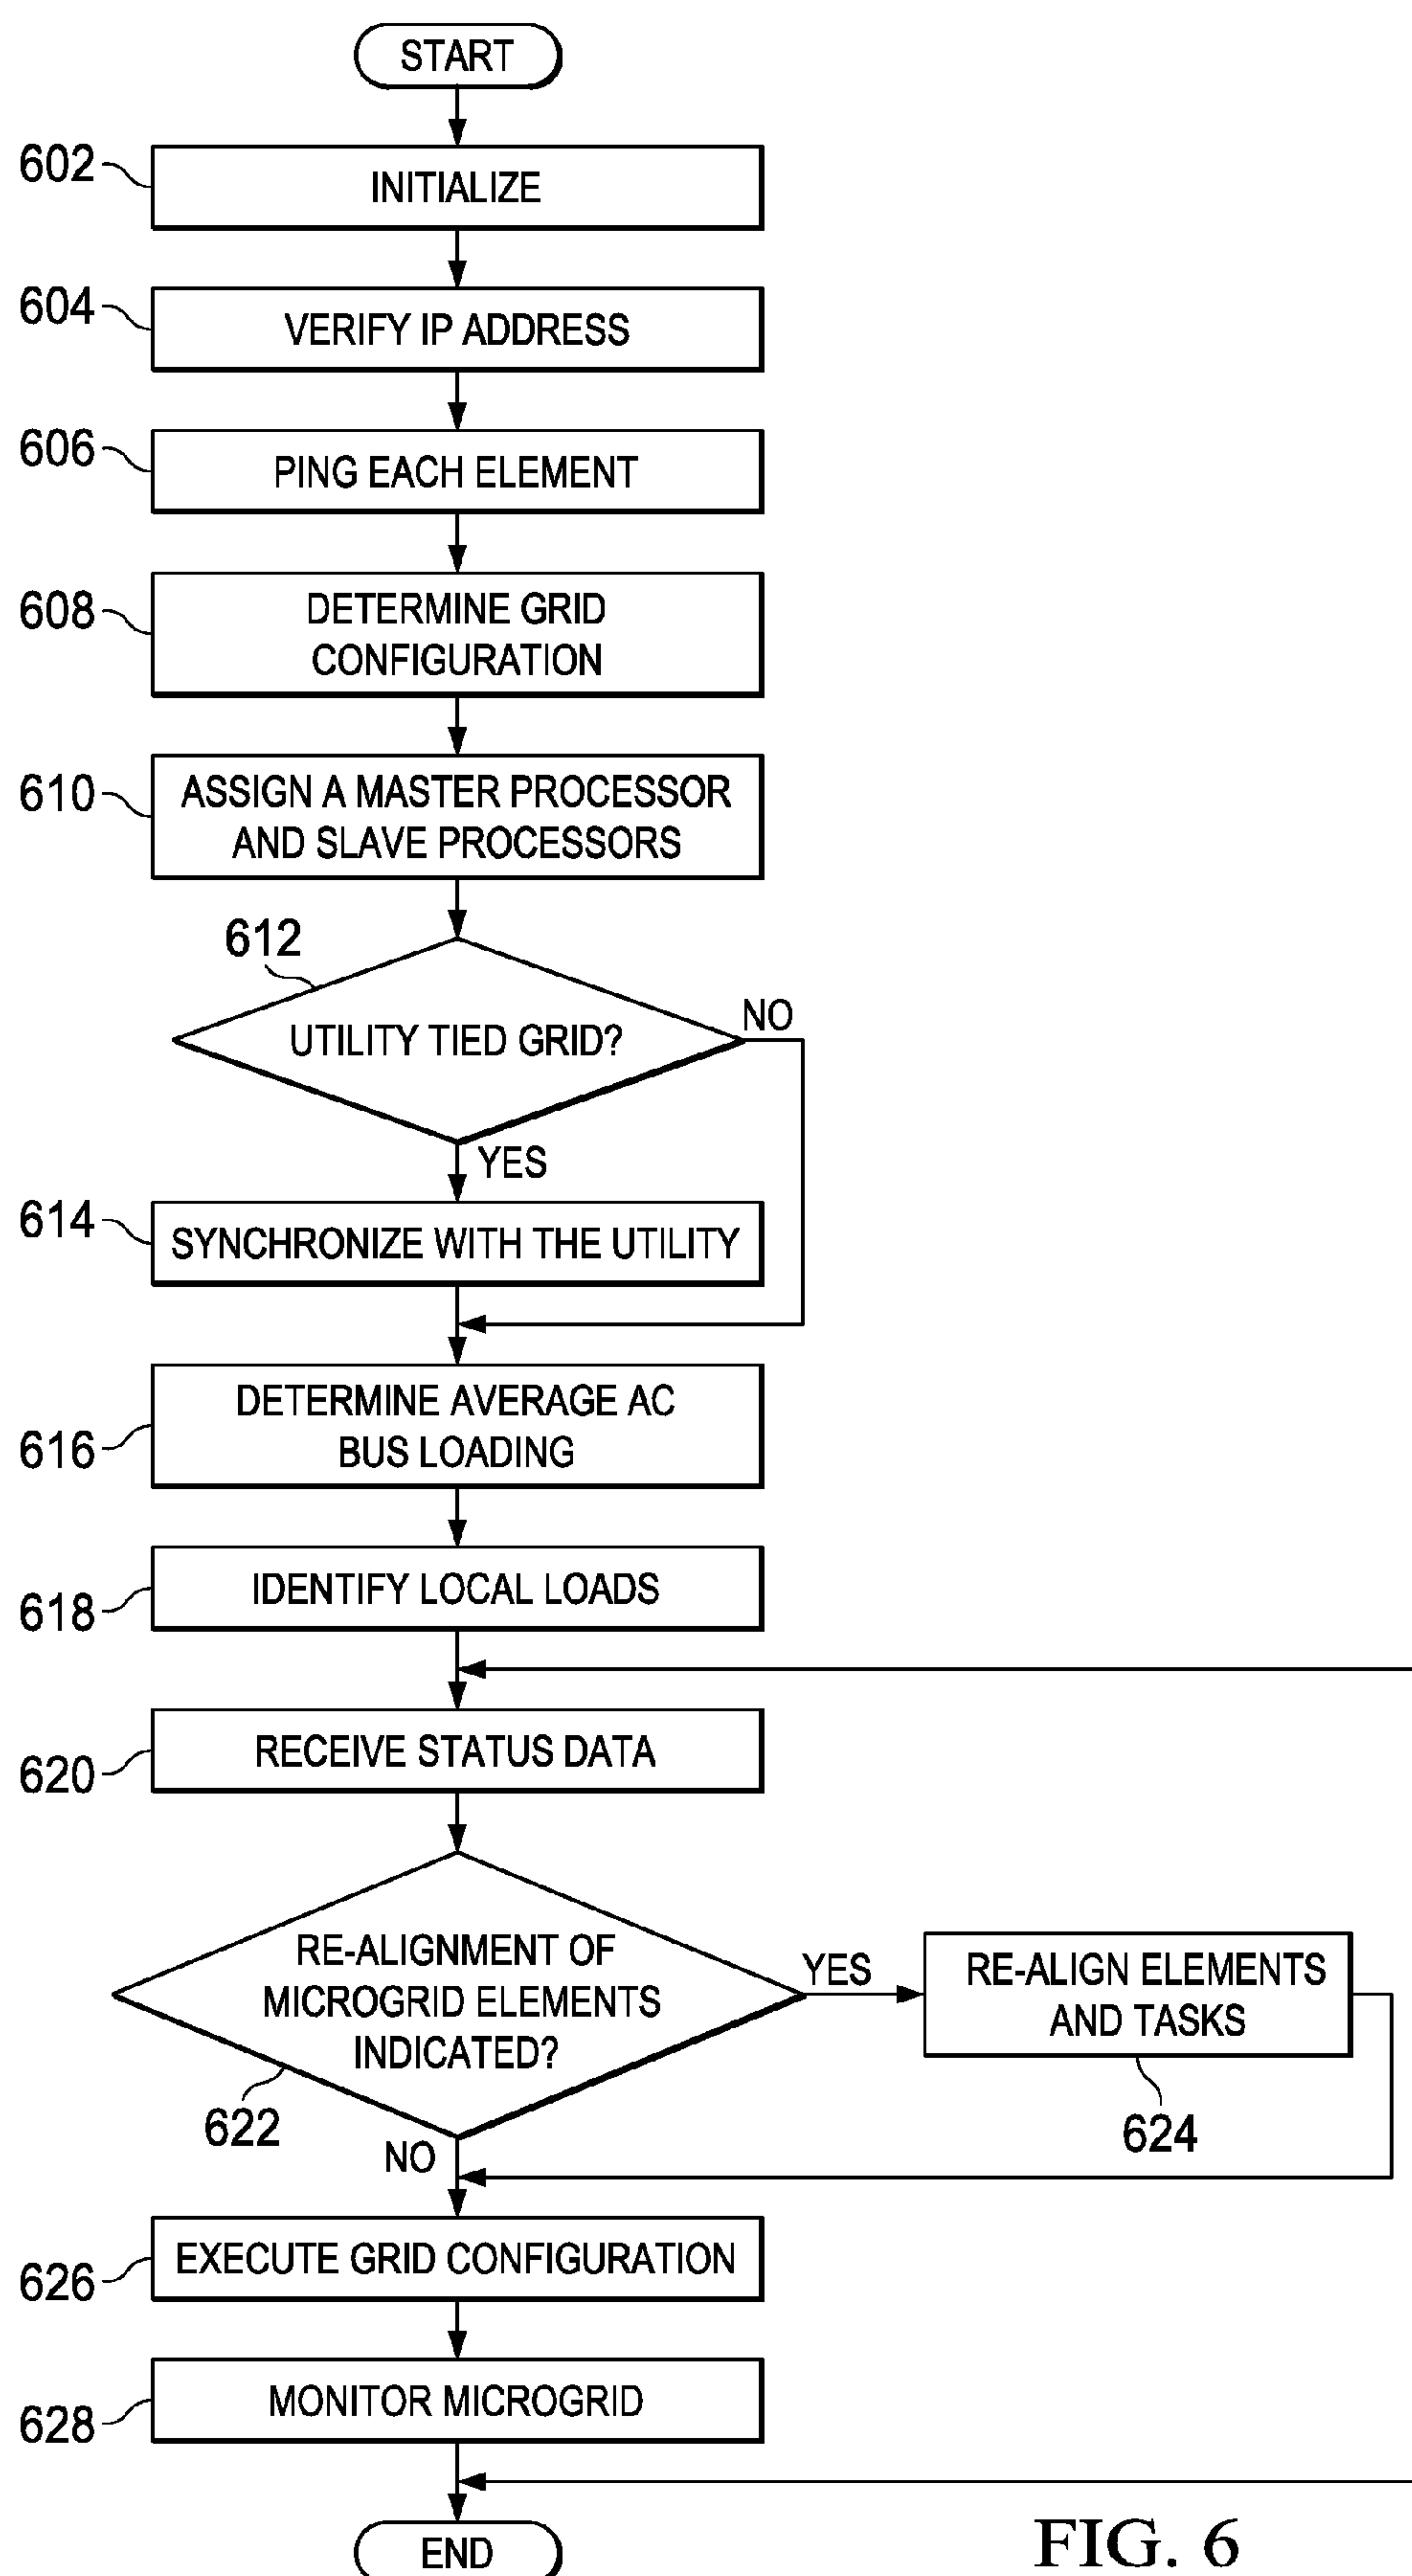 START
602
INITIALIZE
604
VERIFY IP ADDRESS
606
PING EACH ELEMENT
608
DETERMINE GRID
CONFIGURATION
610
ASSIGN A MASTER PROCESSOR
AND SLAVE PROCESSORS
612
UTILITY TIED GRID?
NO
YES
614
SYNCHRONIZE WITH THE UTILITY
616
DETERMINE AVERAGE AC
BUS LOADING
618
IDENTIFY LOCAL LOADS
620
RECEIVE STATUS DATA
RE-ALIGNMENT OF
MICROGRID ELEMENTS
INDICATED?
622
YES
RE-ALIGN ELEMENTS
AND TASKS
624
NO
626
EXECUTE GRID CONFIGURATION
628
MONITOR MICROGRID
END
FIG. 6